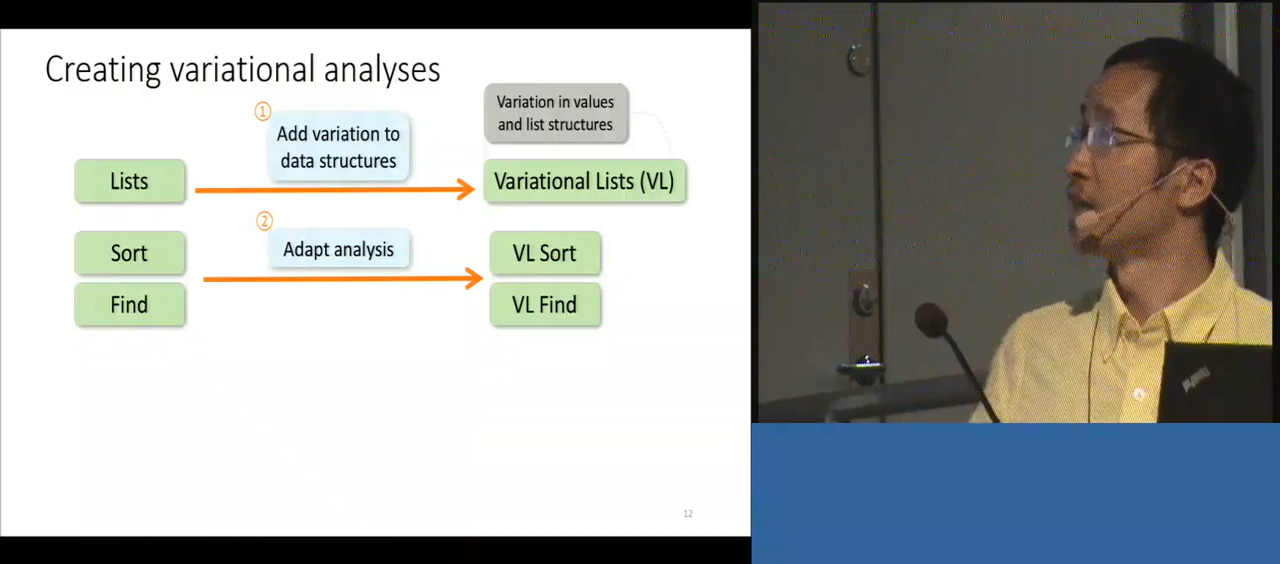 Creating variational analyses
①
Add variation to
data structures
Variation in values
and list structures
Lists
Variational Lists (VL)
②
Adapt analysis
Sort
VL Sort
Find
VL Find
12